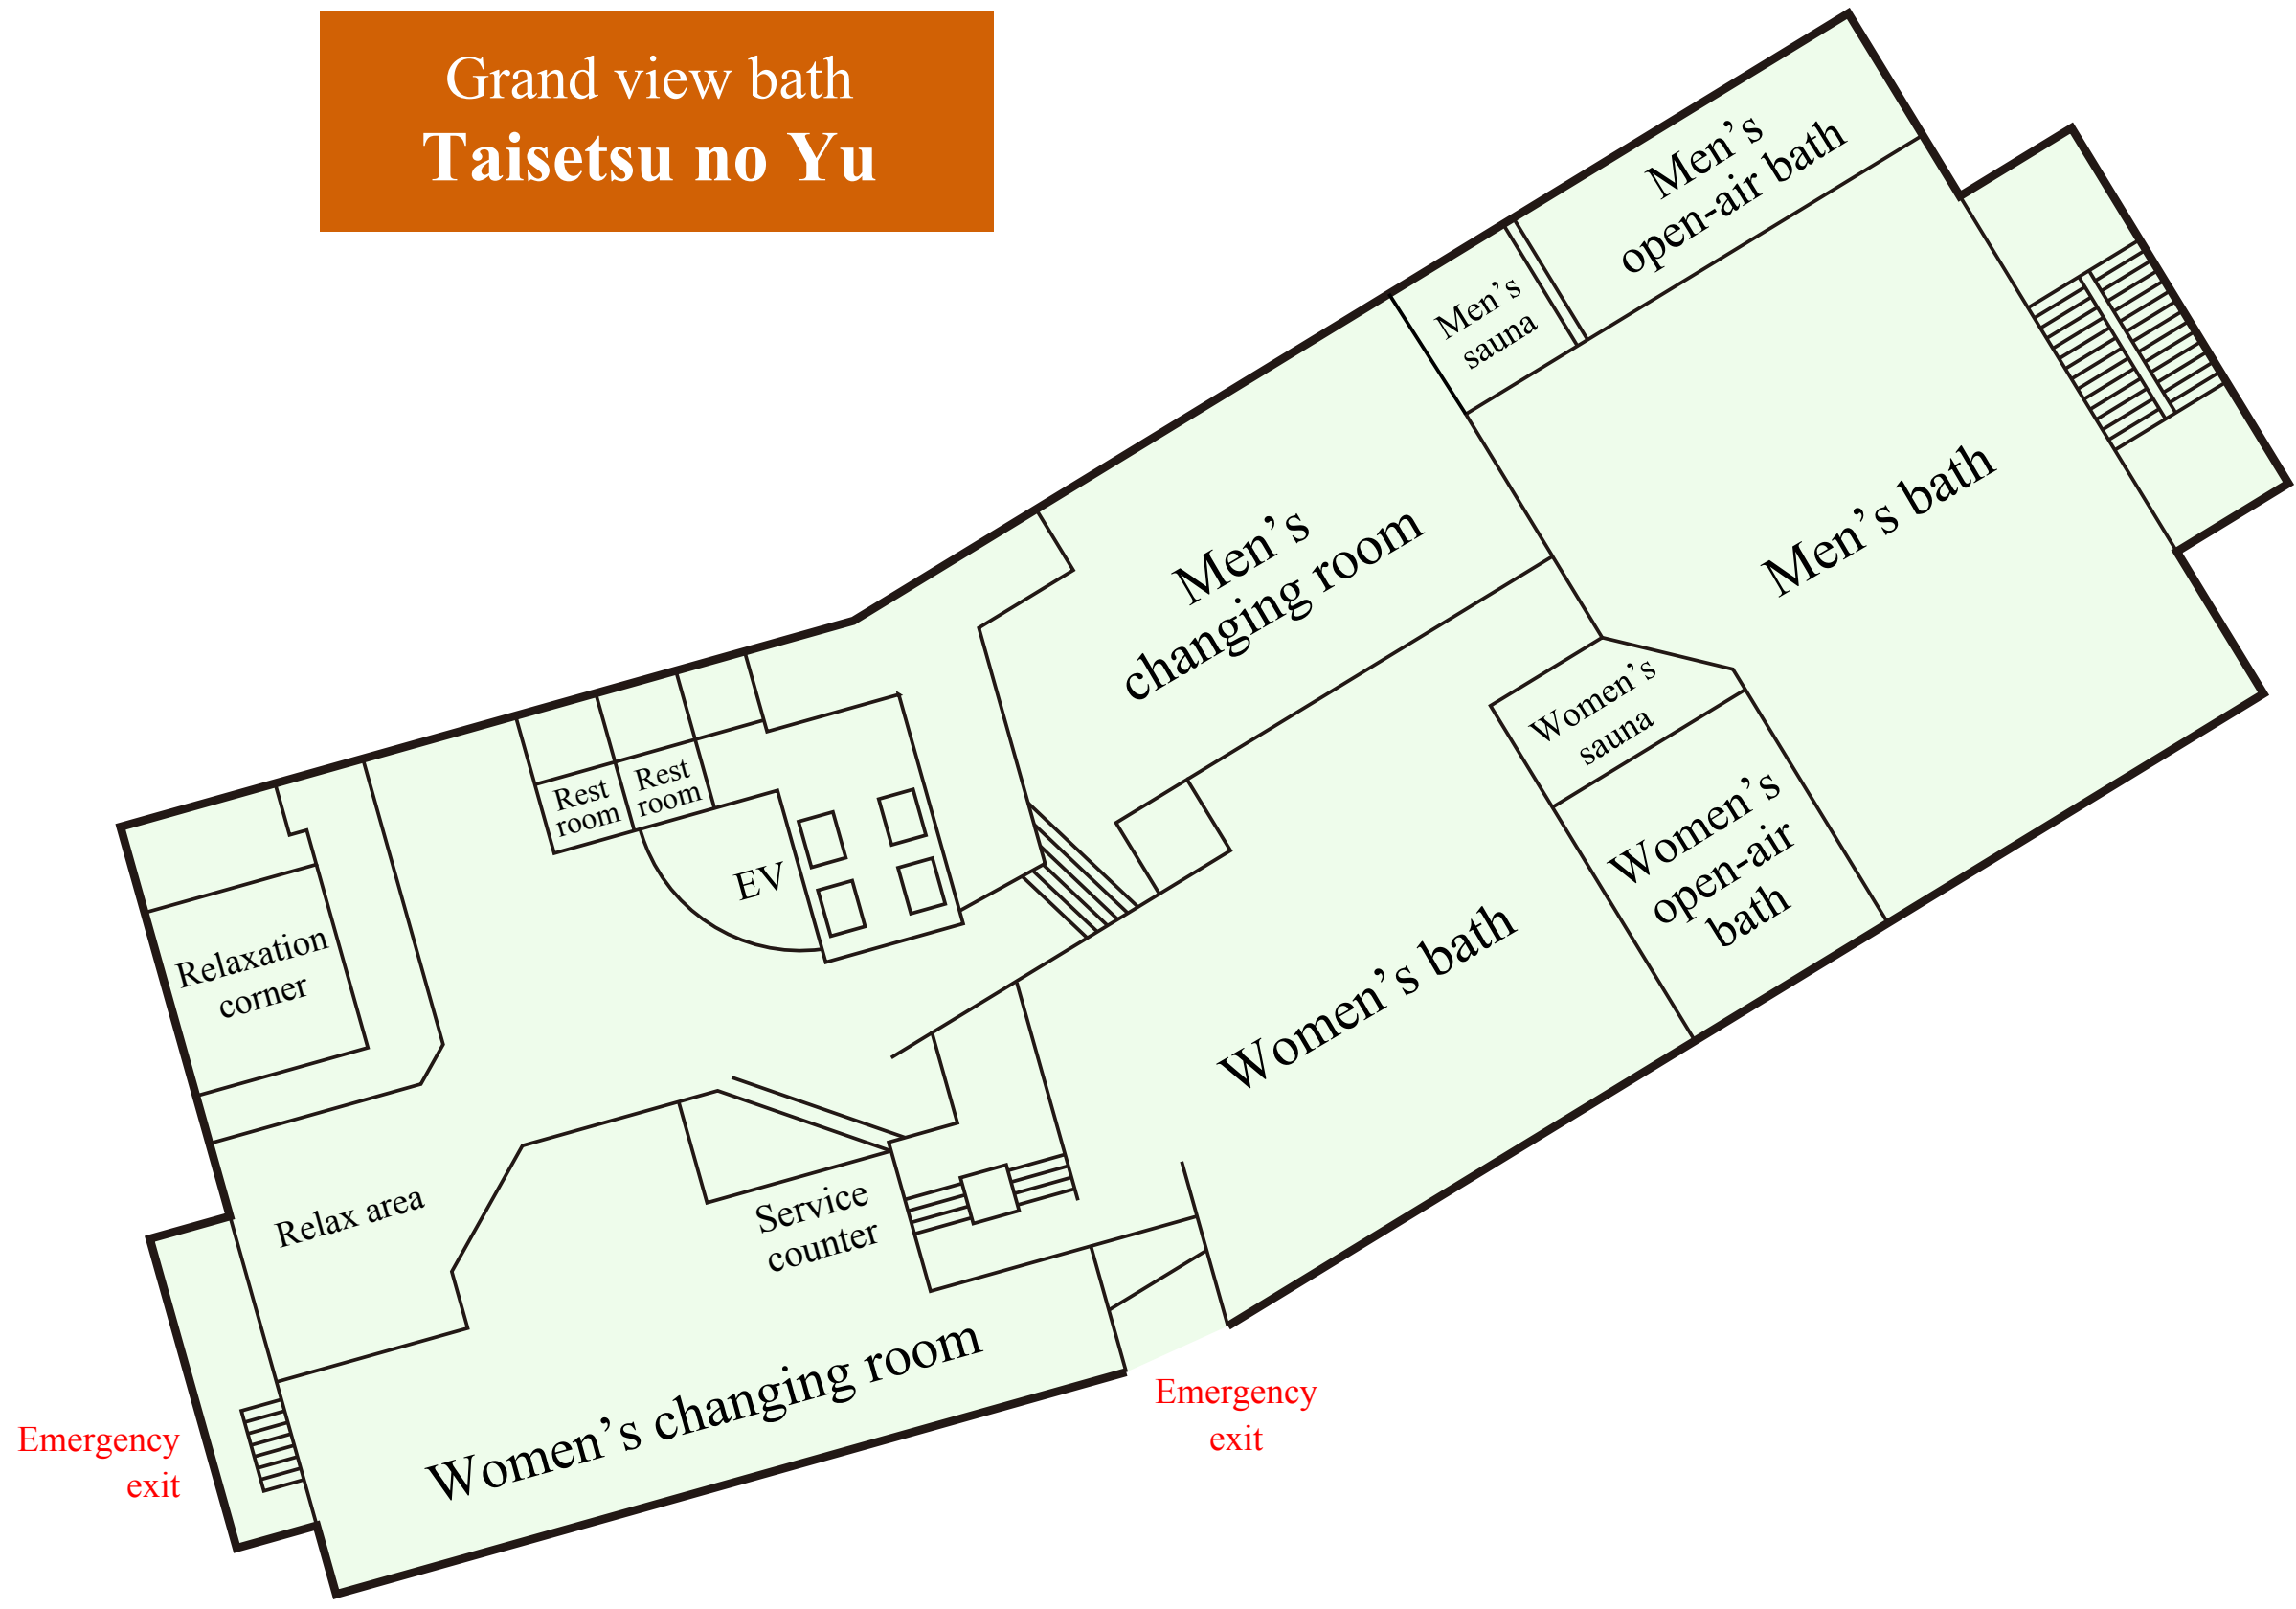 Grand view bath
Taisetsu no Yu
Men’s
open-air bath
Men’s
sauna
Men’s bath
Men’s
changing room
Women’s
sauna
Women’s
open-air
bath
Rest
room
Rest
room
EV
Relaxation
corner
Women’s bath
Relax area
Service
counter
Women’s changing room
Emergency
exit
Emergency
exit